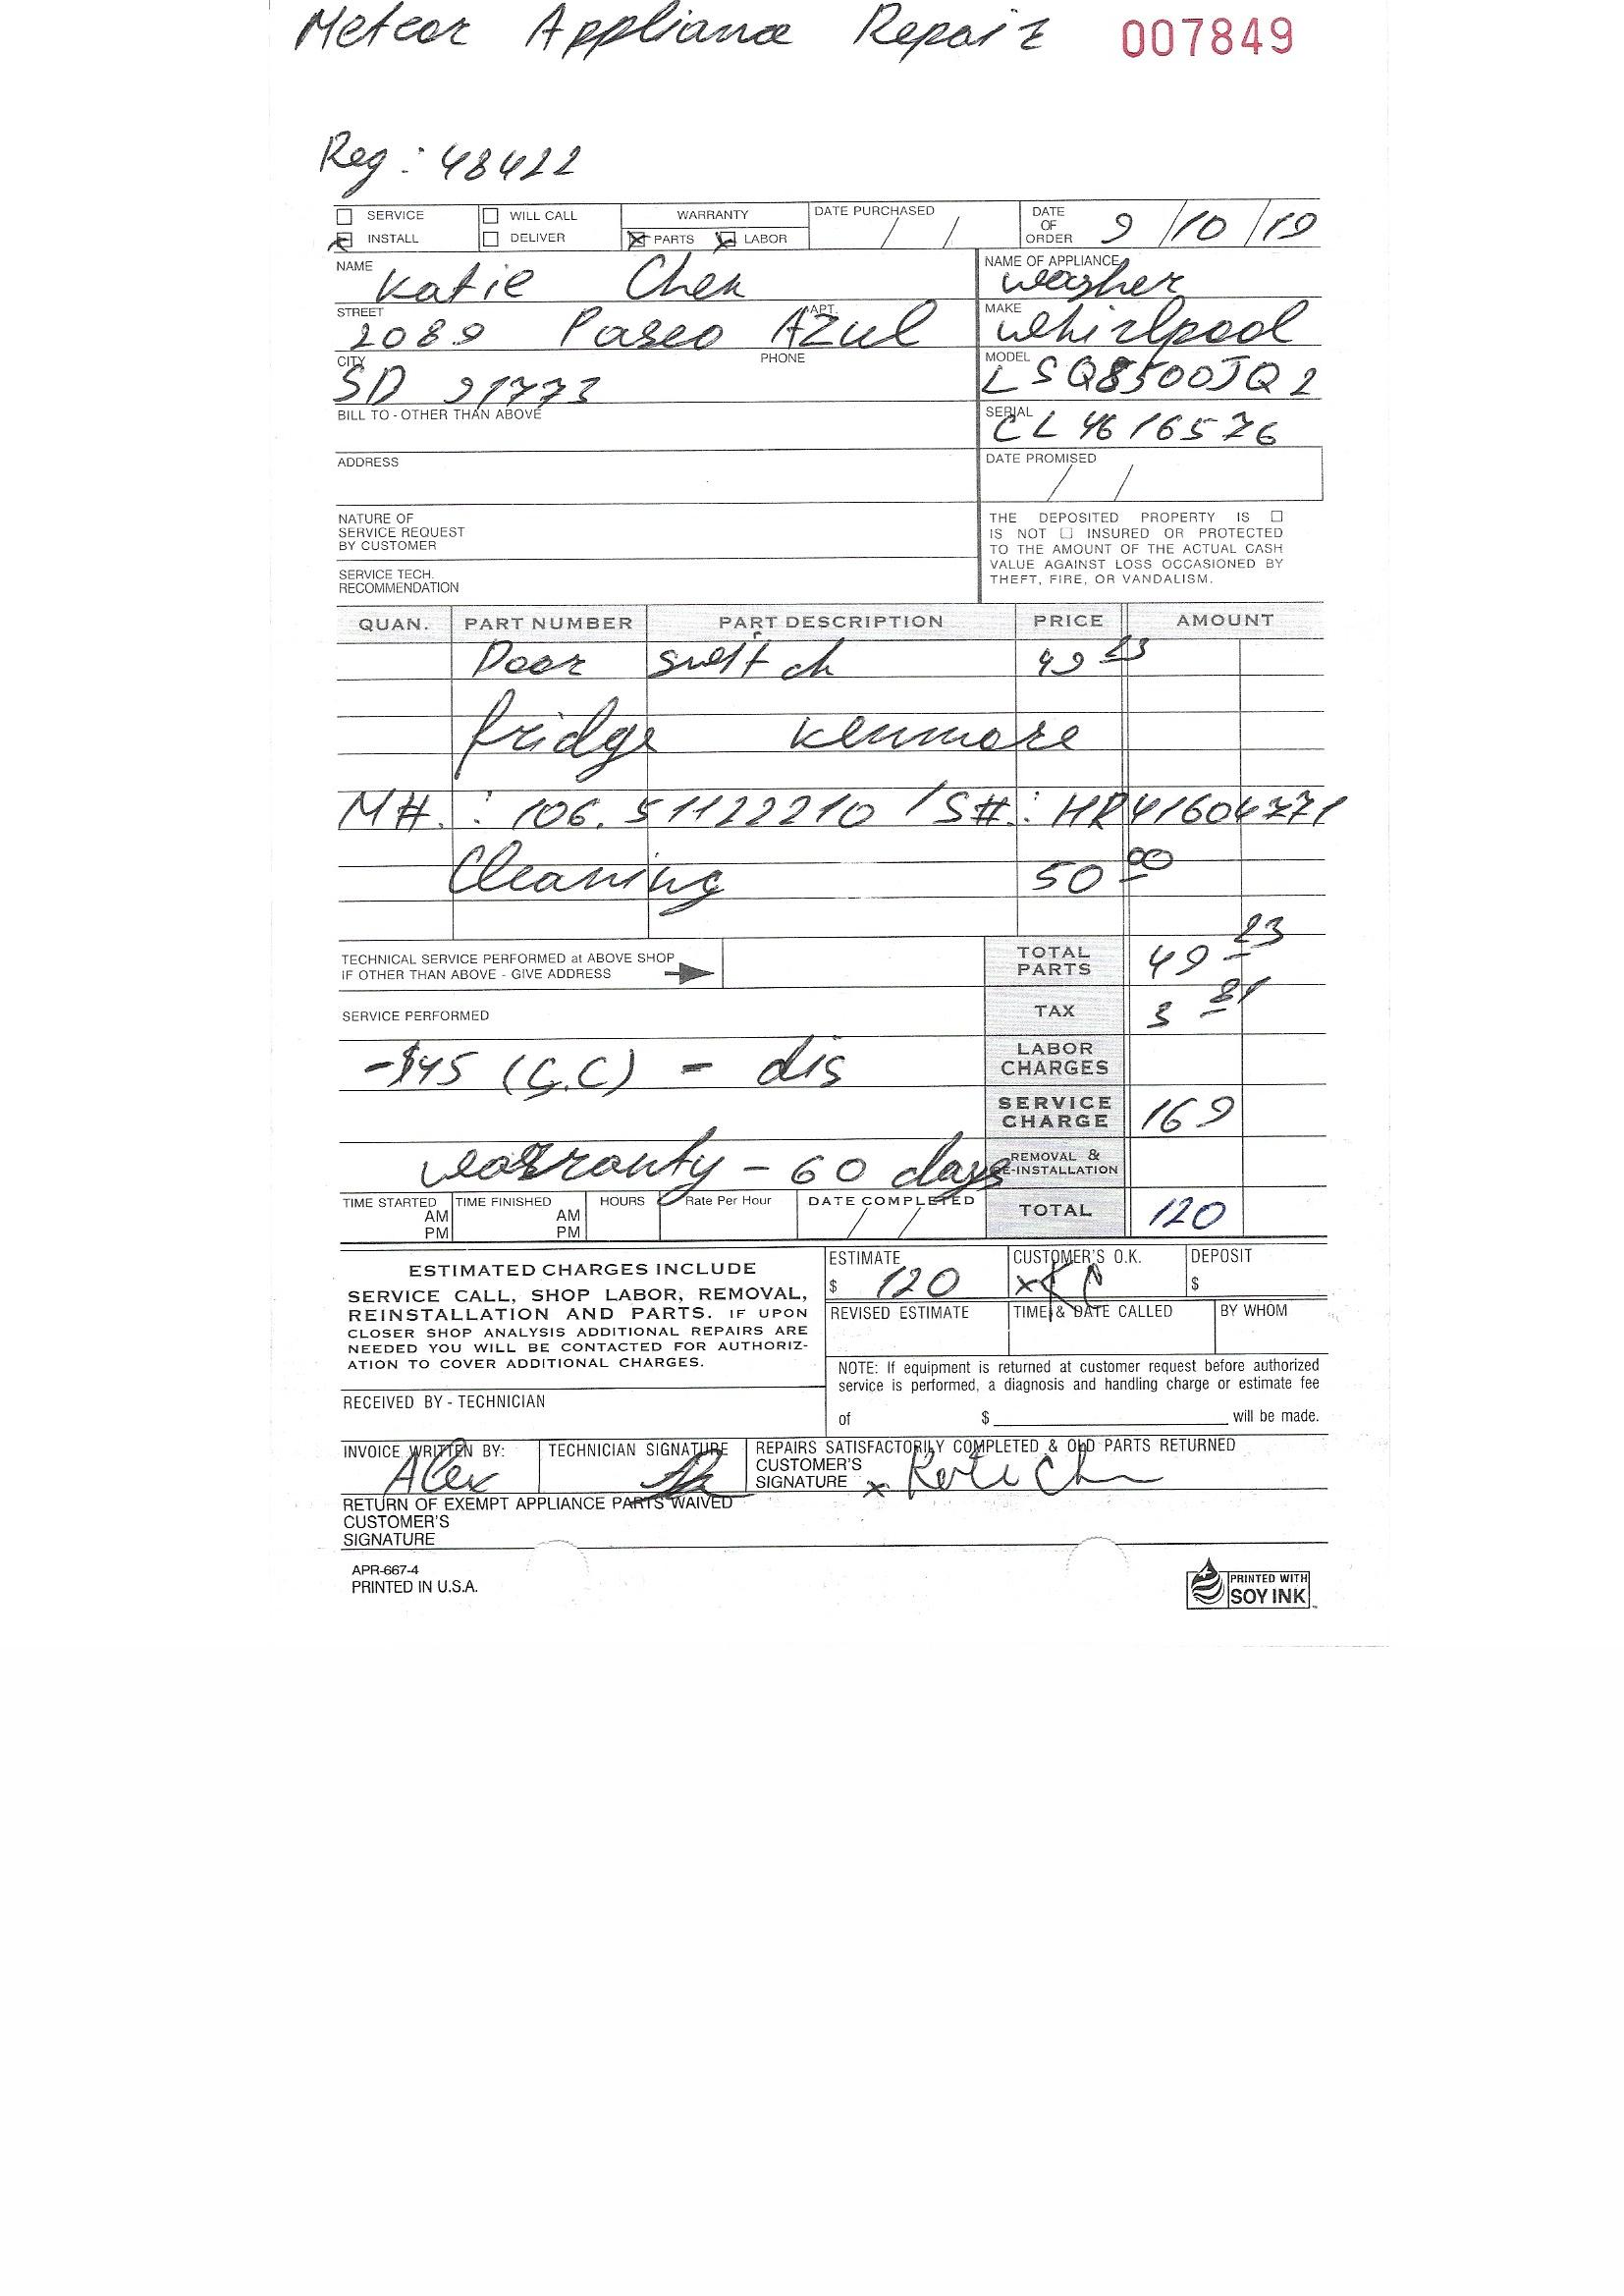 Meteor Appliance Repair 007849
Reg: 48422
SERVICE WILL CALL WARRANTY DATE PURCHASED / / DATE OF ORDER 9/10/19
INSTALL DELIVER PARTS LABOR
NAME Katie Chen NAME OF APPLIANCE washer
STREET 2089 Paseo Azul APT. MAKE whirlpool
CITY SD 91773 PHONE MODEL LSQ8500JQ2
BILL TO - OTHER THAN ABOVE SERIAL CL4616576
ADDRESS DATE PROMISED / /
NATURE OF
SERVICE REQUEST
BY CUSTOMER
SERVICE TECH.
RECOMMENDATION
THE DEPOSITED PROPERTY IS
IS NOT INSURED OR PROTECTED
TO THE AMOUNT OF THE ACTUAL CASH
VALUE AGAINST LOSS OCCASIONED BY
THEFT, FIRE, OR VANDALISM.
QUAN. PART NUMBER PART DESCRIPTION PRICE AMOUNT
Door switch 49 23
fridge kenmore
M#.: 106.51122210 / S#.: HR41604771
Cleaning 50 00
TECHNICAL SERVICE PERFORMED at ABOVE SHOP
IF OTHER THAN ABOVE - GIVE ADDRESS
TOTAL PARTS 49 23
SERVICE PERFORMED TAX 3 81
-$45 (G.C) - dis LABOR CHARGES
SERVICE CHARGE 169
warranty - 60 days REMOVAL & RE-INSTALLATION
TIME STARTED AM PM TIME FINISHED AM PM HOURS Rate Per Hour DATE COMPLETED / / TOTAL 120
ESTIMATED CHARGES INCLUDE
SERVICE CALL, SHOP LABOR, REMOVAL,
REINSTALLATION AND PARTS. IF UPON
CLOSER SHOP ANALYSIS ADDITIONAL REPAIRS ARE
NEEDED YOU WILL BE CONTACTED FOR AUTHORIZ-
ATION TO COVER ADDITIONAL CHARGES.
ESTIMATE $ 120 CUSTOMER'S O.K. x KC DEPOSIT $
REVISED ESTIMATE TIME & DATE CALLED BY WHOM
NOTE: If equipment is returned at customer request before authorized
service is performed, a diagnosis and handling charge or estimate fee
of $ will be made.
RECEIVED BY - TECHNICIAN
INVOICE WRITTEN BY: Alex TECHNICIAN SIGNATURE REPAIRS SATISFACTORILY COMPLETED & OLD PARTS RETURNED
CUSTOMER'S
SIGNATURE x Katie Ch
RETURN OF EXEMPT APPLIANCE PARTS WAIVED
CUSTOMER'S
SIGNATURE
APR-667-4
PRINTED IN U.S.A.
PRINTED WITH
SOY INK